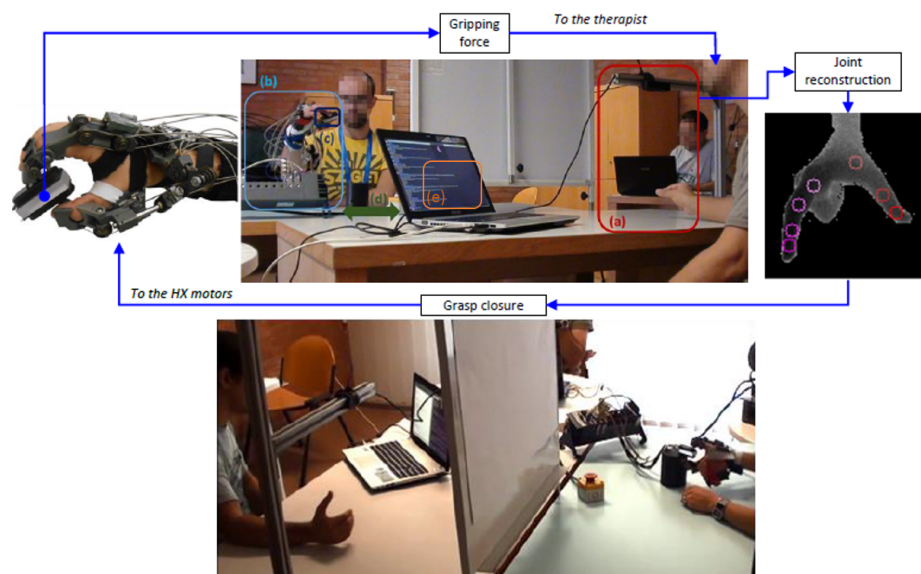 Gripping
force
To the therapist
Joint
reconstruction
(b)
(c)
(a)
(d)
(e)
To the HX motors
Grasp closure